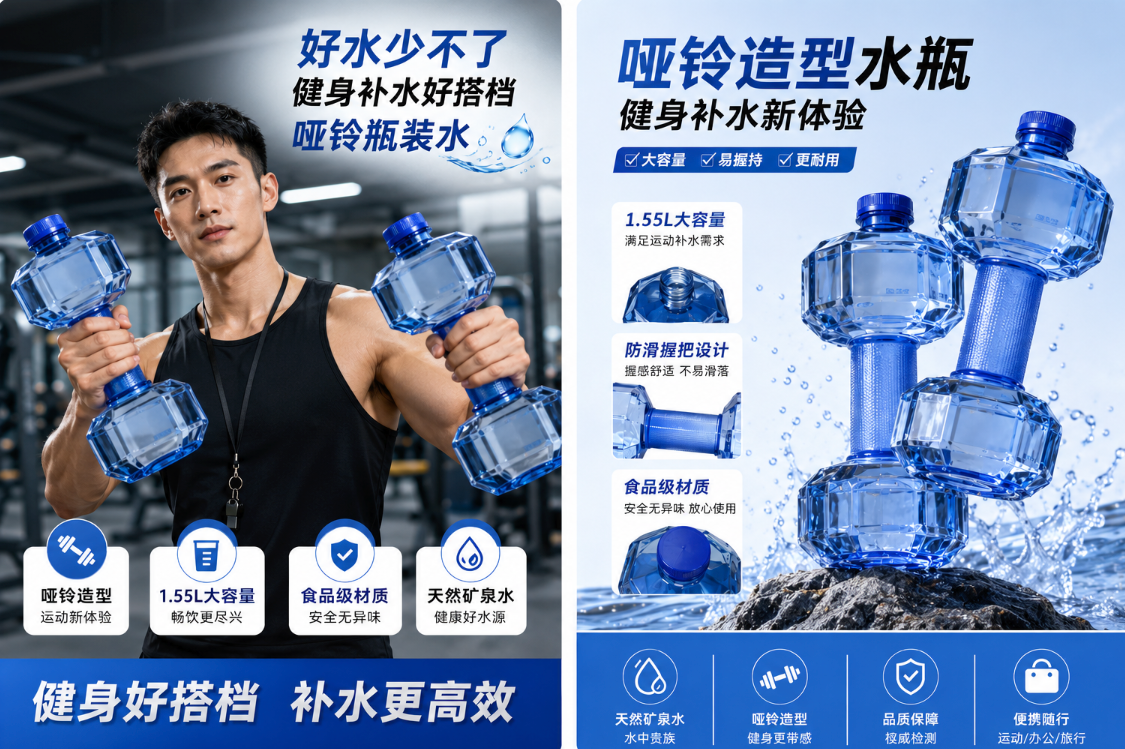 好水少不了
健身补水好搭档
哑铃瓶装水
哑铃造型
运动新体验
1.55L大容量
畅饮更尽兴
食品级材质
安全无异味
天然矿泉水
健康好水源
健身好搭档 补水更高效
哑铃造型水瓶
健身补水新体验
大容量 易握持 更耐用
1.55L大容量
满足运动补水需求
防滑握把设计
握感舒适 不易滑落
食品级材质
安全无异味 放心使用
天然矿泉水
水中贵族
哑铃造型
健身更带感
品质保障
权威检测
便携随行
运动/办公/旅行